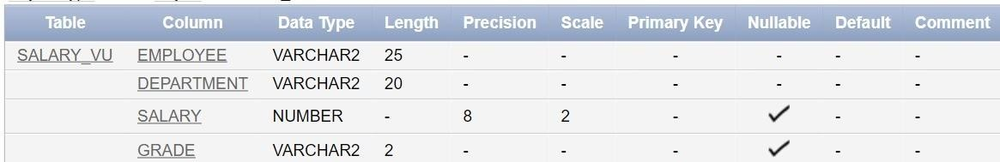 Table Column Data Type Length Precision Scale Primary Key Nullable Default Comment
SALARY_VU EMPLOYEE VARCHAR2 25 - - - - - -
DEPARTMENT VARCHAR2 20 - - - - - -
SALARY NUMBER - 8 2 - ✓ - -
GRADE VARCHAR2 2 - - - ✓ - -